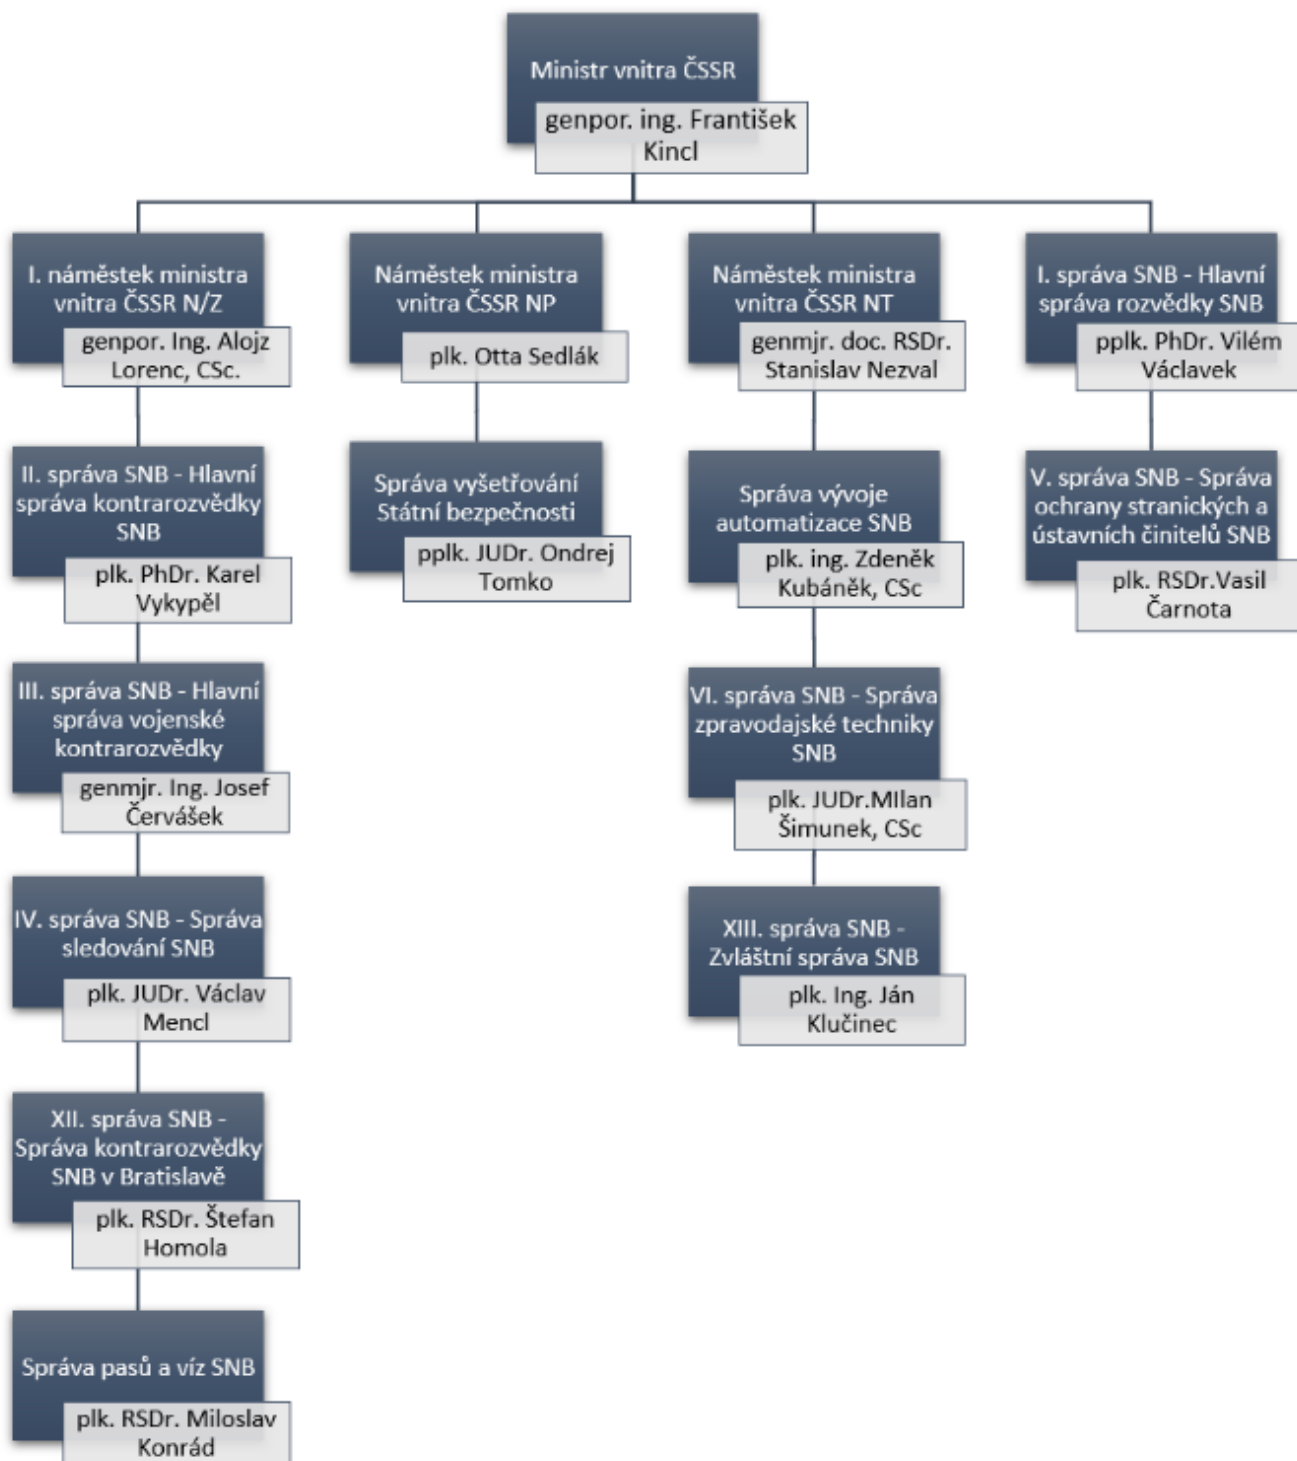 Ministr vnitra ČSSR
genpor. ing. František
Kincl
I. náměstek ministra
vnitra ČSSR N/Z
genpor. Ing. Alojz
Lorenc, CSc.
II. správa SNB - Hlavní
správa kontrarozvědky
SNB
plk. PhDr. Karel
Vykypěl
III. správa SNB - Hlavní
správa vojenské
kontrarozvědky
genmjr. Ing. Josef
Červášek
IV. správa SNB - Správa
sledování SNB
plk. JUDr. Václav
Mencl
XII. správa SNB -
Správa kontrarozvědky
SNB v Bratislavě
plk. RSDr. Štefan
Homola
Správa pasů a víz SNB
plk. RSDr. Miloslav
Konrád
Náměstek ministra
vnitra ČSSR NP
plk. Otta Sedlák
Správa vyšetřování
Státní bezpečnosti
pplk. JUDr. Ondrej
Tomko
Náměstek ministra
vnitra ČSSR NT
genmjr. doc. RSDr.
Stanislav Nezval
Správa vývoje
automatizace SNB
plk. ing. Zdeněk
Kubáněk, CSc
VI. správa SNB - Správa
zpravodajské techniky
SNB
plk. JUDr.MIlan
Šimunek, CSc
XIII. správa SNB -
Zvláštní správa SNB
plk. Ing. Ján
Klučinec
I. správa SNB - Hlavní
správa rozvědky SNB
pplk. PhDr. Vilém
Václavek
V. správa SNB - Správa
ochrany stranických a
ústavních činitelů SNB
plk. RSDr.Vasil
Čarnota